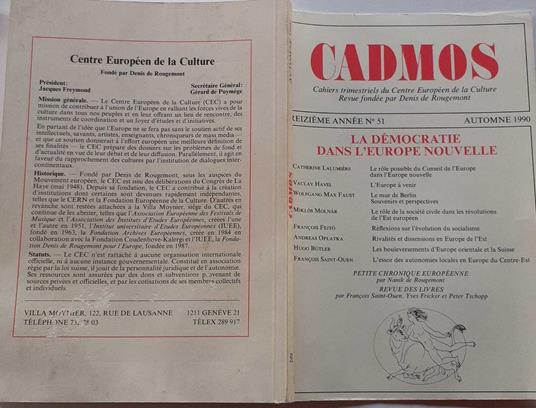 Centre Européen de la Culture
Fondé par Denis de Rougemont
Président:
Jacques Freymond
Secrétaire Général:
Gérard de Puymège
Mission générale. — Le Centre Européen de la Culture (CEC) a pour
mission de contribuer à l'union de l'Europe en ralliant les forces vives de la
culture dans tous nos peuples et en leur offrant un lieu de rencontre, des
instruments de coordination et un foyer d'études et d'initiatives.
En partant de l'idée que l'Europe ne se fera pas sans le soutien actif de ses
intellectuels, savants, artistes, enseignants, chroniqueurs de mass media —
et que ce soutien donnerait à l'effort européen une meilleure définition de
ses finalités — le CEC prépare des dossiers sur les problèmes de fond et
d'actualité en vue de leur débat et de leur diffusion. Parallèlement, il agit en
faveur du rapprochement des cultures par l'institution de dialogues inter-
continentaux.
Historique. — Fondé par Denis de Rougemont, sous les auspices du
Mouvement européen, le CEC est issu des délibérations du Congrès de La
Haye (mai 1948). Depuis sa fondation, le CEC a contribué à la création
d'institutions dont certaines sont devenues rapidement indépendantes,
telles que le CERN et la Fondation Européenne de la Culture. D'autres en
revanche sont restées attachées à la Villa Moynier, siège du CEC, qui
continue de les abriter, telles que l'Association Européenne des Festivals de
Musique et l'Association des Instituts d'Etudes Européennes, créées l'une
et l'autre en 1951, l'Institut universitaire d'Etudes européennes (IUEE),
fondé en 1963, la Fondation Archives Européennes, créée en 1984 en
collaboration avec la Fondation Coudenhove-Kalergi et l'IUEE, la Fonda-
tion Denis de Rougemont pour l'Europe, fondée en 1987.
Statuts. — Le CEC n'est rattaché à aucune organisation internationale
officielle, ni à aucune instance gouvernementale. Constitué en association
régie par la loi suisse, il jouit de la personnalité juridique et de l'autonomie.
Ses ressources sont assurées par des dons et subventions provenant de
sources privées et officielles, et par les cotisations de ses membres collectifs
et individuels.
VILLA MOYNIER, 122, RUE DE LAUSANNE
1211 GENÈVE 21
TÉLÉPHONE 73 28 03
TÉLEX 289 917
AUTOMNE
CADMOS
CADMOS
Cahiers trimestriels du Centre Européen de la Culture
Revue fondée par Denis de Rougemont
REIZIÈME ANNÉE N° 51
AUTOMNE 1990
LA DÉMOCRATIE
DANS L'EUROPE NOUVELLE
CATHERINE LALUMIÈRE
Le rôle possible du Conseil de l'Europe
dans l'Europe nouvelle
VACLAV HAVEL
L'Europe à venir
WOLFGANG MAX FAUST
Le mur de Berlin
Souvenirs et perspectives
MIKLÓS MOLNÁR
Le rôle de la société civile dans les révolutions
de l'Est européen
FRANÇOIS FEJTÖ
Réflexions sur l'évolution du socialisme
ANDREAS OPLATKA
Rivalités et dissensions en Europe de l'Est
HUGO BÜTLER
Les bouleversements d'Europe orientale et la Suisse
FRANÇOIS SAINT-OUEN
L'essor des autonomies locales en Europe du Centre-Est
PETITE CHRONIQUE EUROPÉENNE
par Nanik de Rougemont
REVUE DES LIVRES
par François Saint-Ouen, Yves Fricker et Peter Tschopp